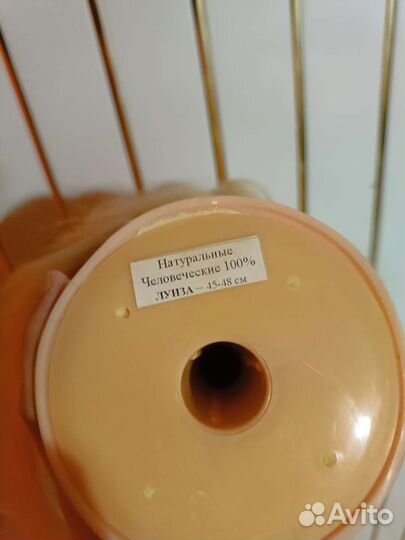 Натуральные
Человеческие 100%
ЛУИЗА – 45-48 см
Avito